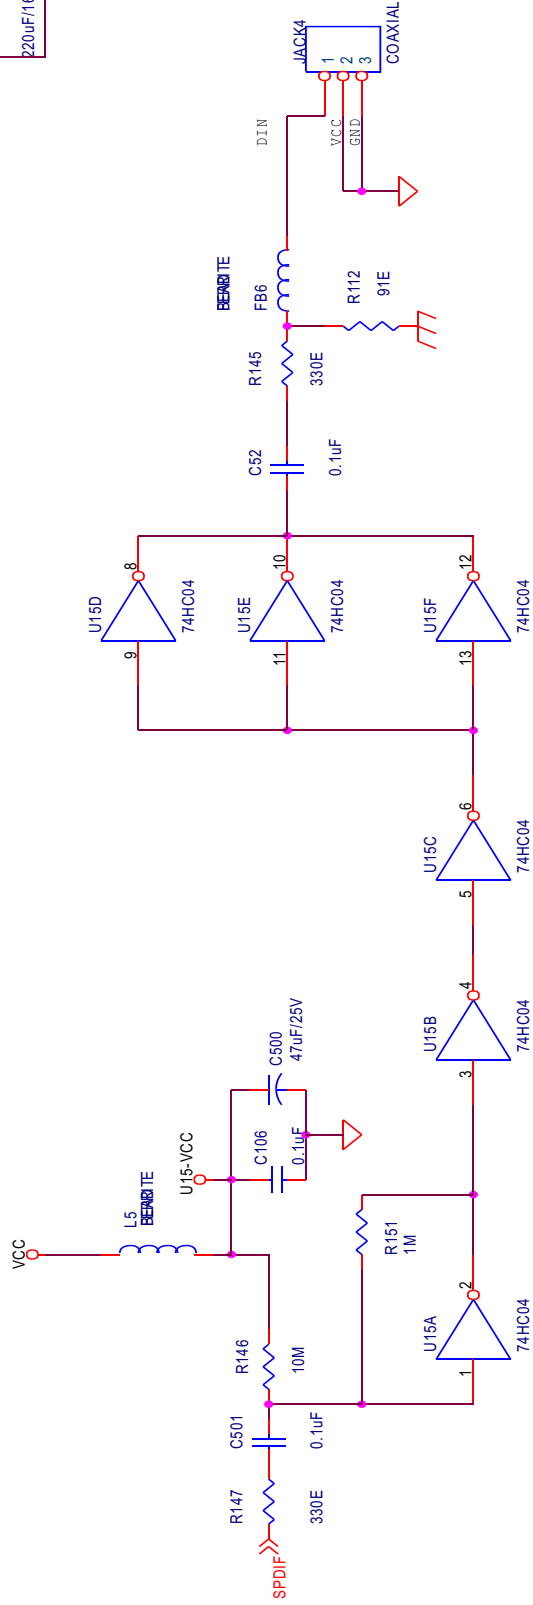 220uF/16
JACK4
COAXIAL
1
2
3
DIN
VCC
GND
FB6
R112
91E
R145
330E
C52
0.1uF
8
U15D
74HC04
9
10
U15E
74HC04
11
12
U15F
74HC04
13
6
U15C
74HC04
5
4
U15B
74HC04
3
C500
47uF/25V
C106
0.1uF
U15-VCC
L5
VCC
R151
1M
2
U15A
74HC04
1
R146
10M
C501
0.1uF
R147
330E
SPDIF